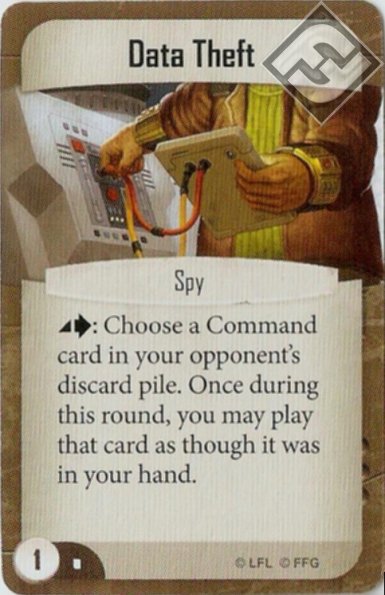 Data Theft
Spy
: Choose a Command
card in your opponent's
discard pile. Once during
this round, you may play
that card as though it was
in your hand.
1
© LFL © FFG